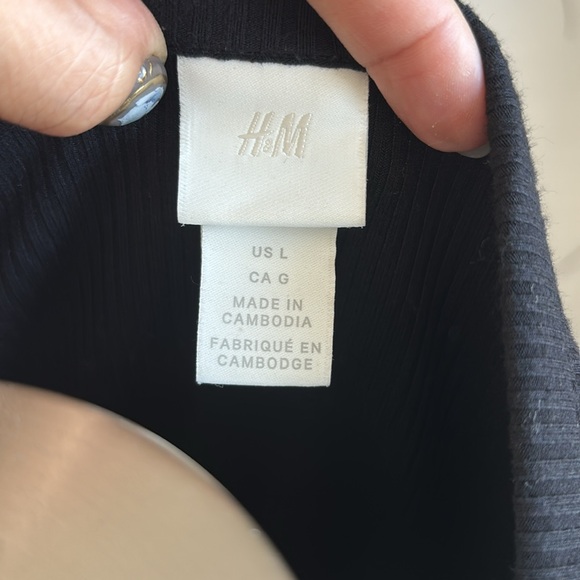 H&M
US L
CA G
MADE IN
CAMBODIA
FABRIQUÉ EN
CAMBODGE